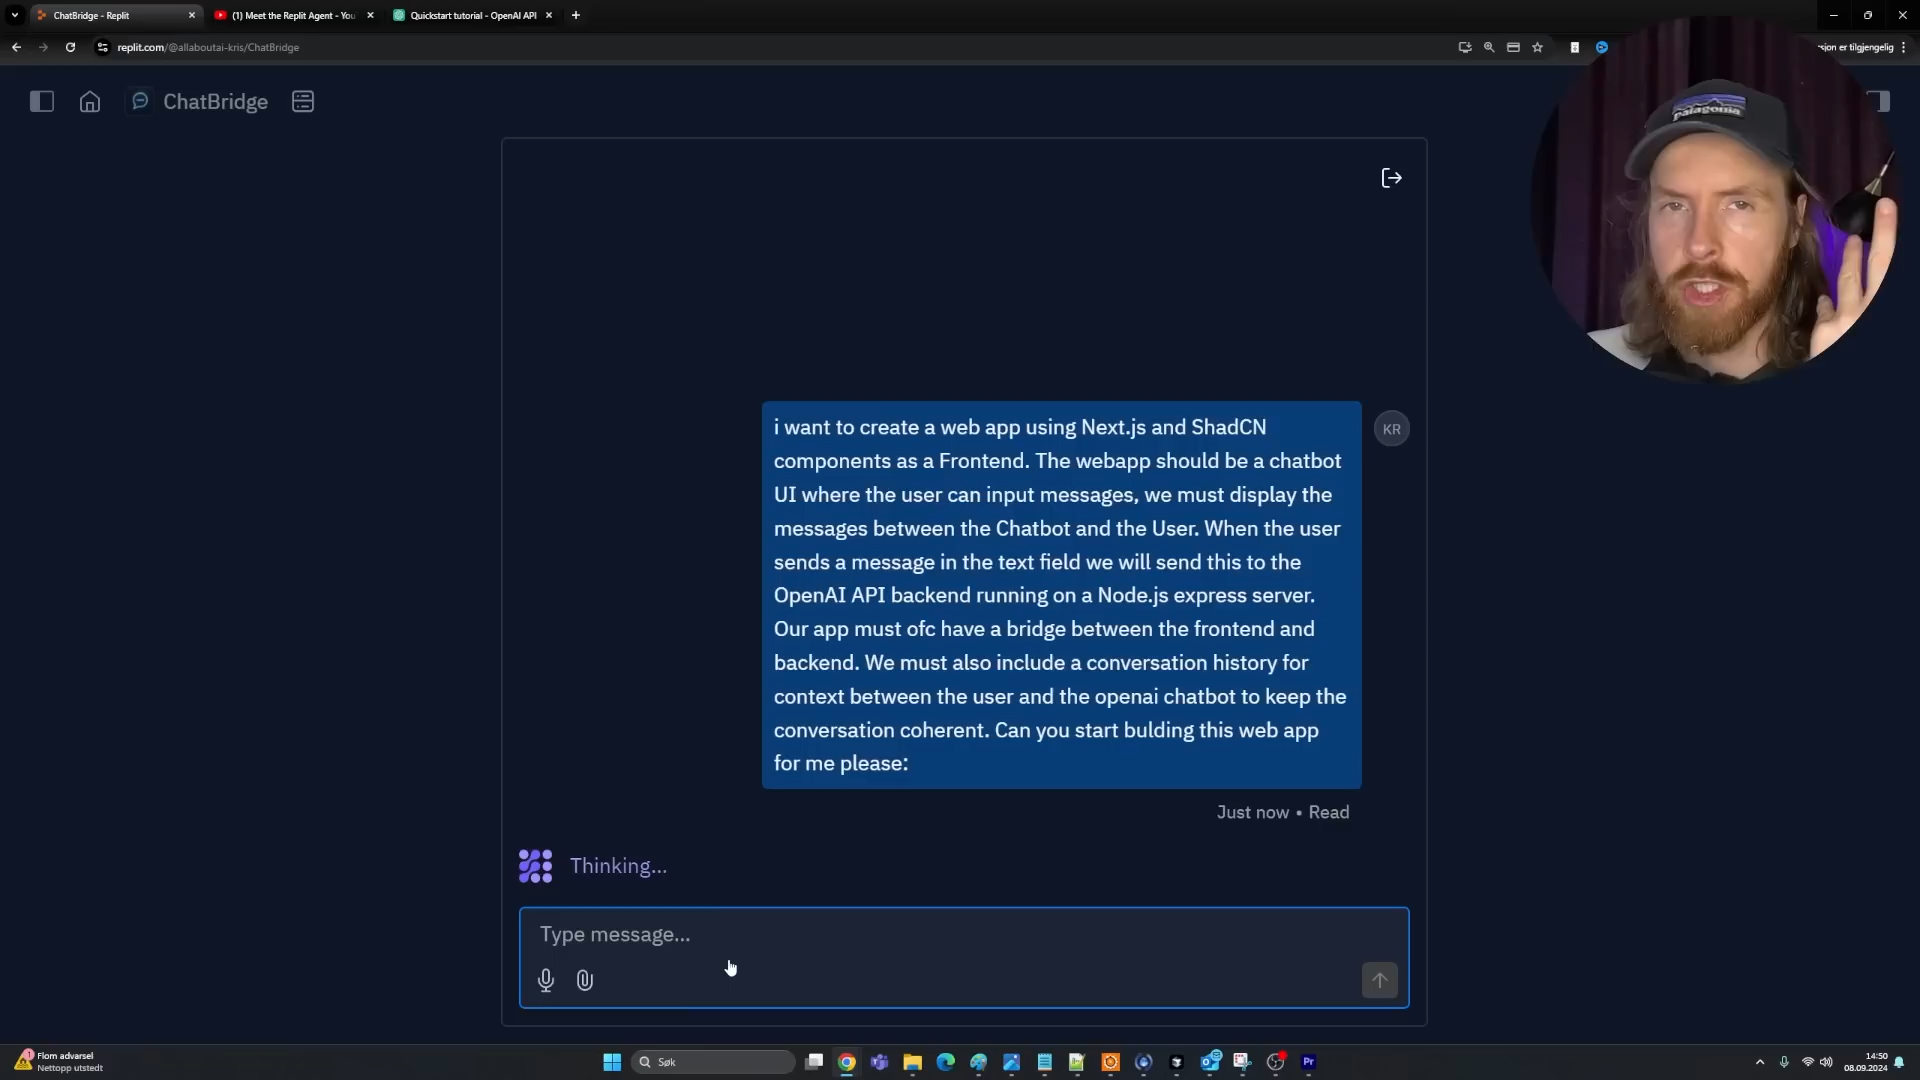 ChatBridge - Replit
(1) Meet the Replit Agent - You
Quickstart tutorial - OpenAI API
replit.com/@allaboutai-kris/ChatBridge
sjon er tilgjengelig
ChatBridge
patagonia
i want to create a web app using Next.js and ShadCN
components as a Frontend. The webapp should be a chatbot
UI where the user can input messages, we must display the
messages between the Chatbot and the User. When the user
sends a message in the text field we will send this to the
OpenAI API backend running on a Node.js express server.
Our app must ofc have a bridge between the frontend and
backend. We must also include a conversation history for
context between the user and the openai chatbot to keep the
conversation coherent. Can you start bulding this web app
for me please:
KR
Just now • Read
Thinking...
Type message...
1
Flom advarsel
Nettopp utstedt
Søk
Pr
14:50
08.09.2024